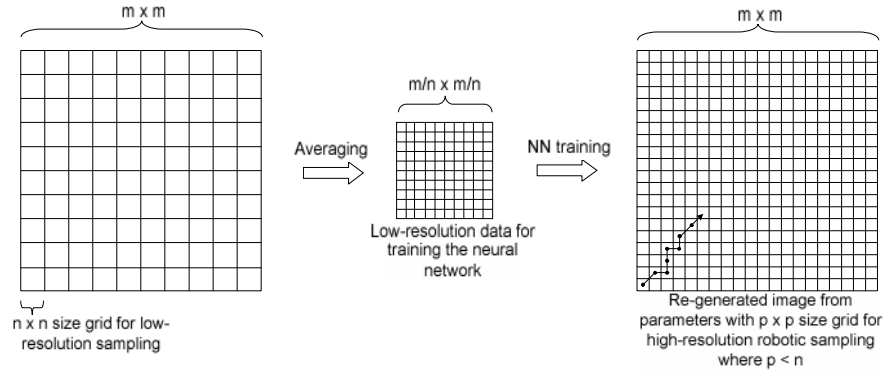 m x m
m/n x m/n
m x m
Averaging
NN training
Low-resolution data for
training the neural
network
n x n size grid for low-
resolution sampling
Re-generated image from
parameters with p x p size grid for
high-resolution robotic sampling
where p < n